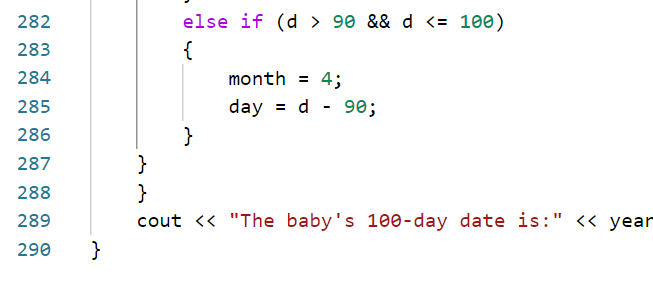 282 else if (d > 90 && d <= 100)
283 {
284 month = 4;
285 day = d - 90;
286 }
287 }
288 }
289 cout << "The baby's 100-day date is:" << year
290 }